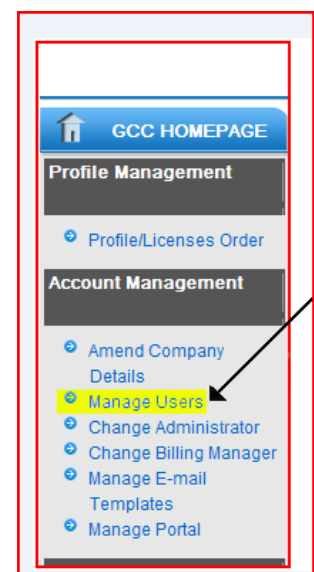 GCC HOMEPAGE
Profile Management
Profile/Licenses Order
Account Management
Amend Company
Details
Manage Users
Change Administrator
Change Billing Manager
Manage E-mail
Templates
Manage Portal